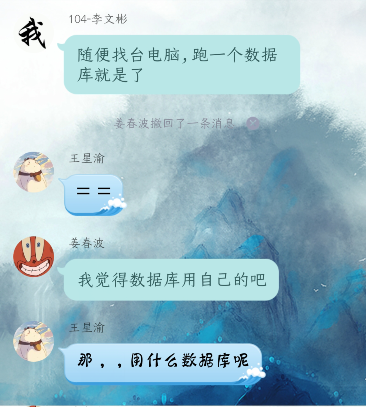 我
104-李文彬
随便找台电脑,跑一个数据
库就是了
姜春波撤回了一条消息
王星渝
= =
姜春波
我觉得数据库用自己的吧
王星渝
那，，用什么数据库呢